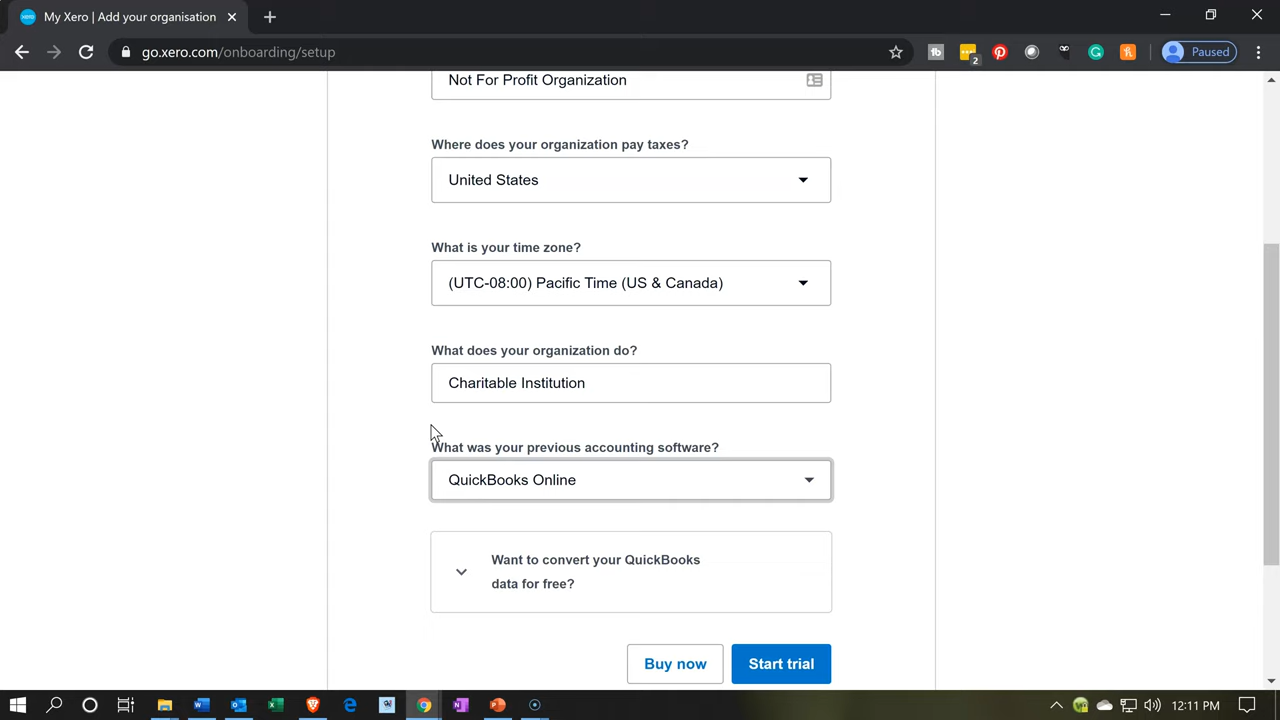 My Xero | Add your organisation
go.xero.com/onboarding/setup
2
Paused
Not For Profit Organization
Where does your organization pay taxes?
United States
What is your time zone?
(UTC-08:00) Pacific Time (US & Canada)
What does your organization do?
Charitable Institution
What was your previous accounting software?
QuickBooks Online
Want to convert your QuickBooks
data for free?
Buy now
Start trial
12:11 PM